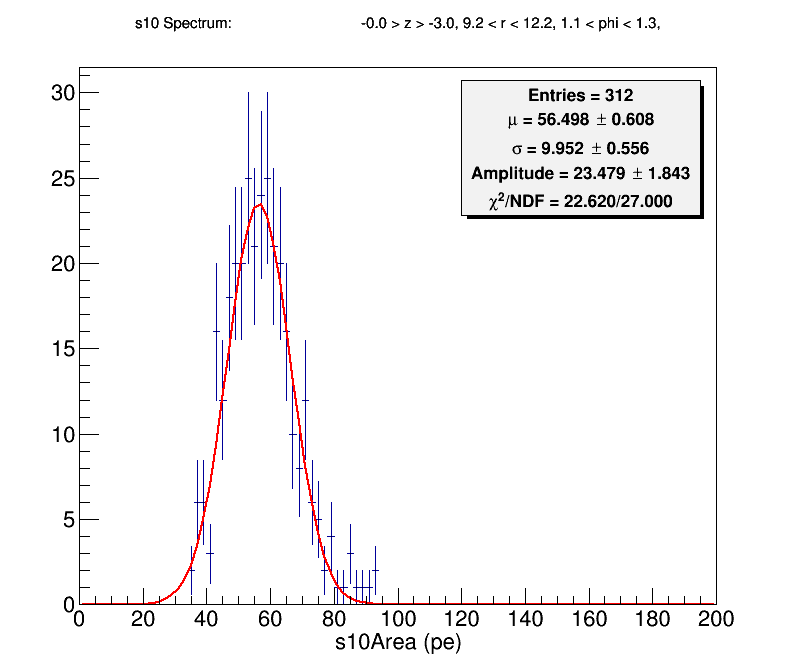 s10 Spectrum: -0.0 > z > -3.0, 9.2 < r < 12.2, 1.1 < phi < 1.3,
Entries = 312
μ = 56.498 ± 0.608
σ = 9.952 ± 0.556
Amplitude = 23.479 ± 1.843
χ²/NDF = 22.620/27.000
30
25
20
15
10
5
0
0 20 40 60 80 100 120 140 160 180 200
s10Area (pe)